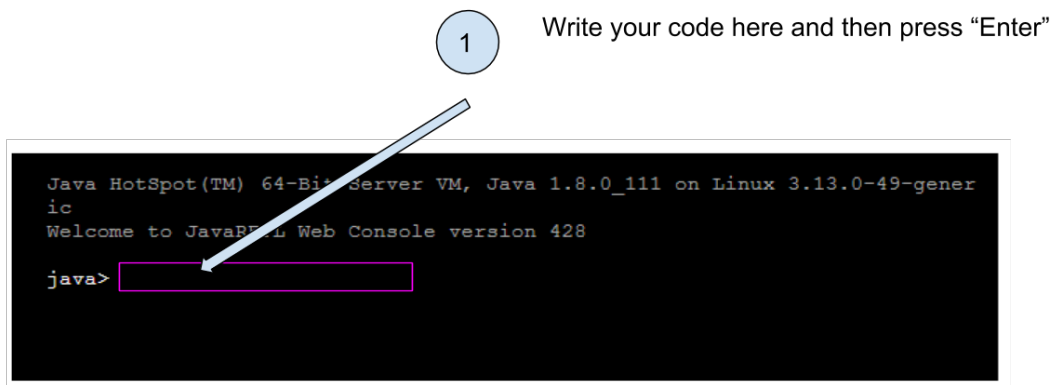 1
Write your code here and then press “Enter”
Java HotSpot(TM) 64-Bit Server VM, Java 1.8.0_111 on Linux 3.13.0-49-gener
ic
Welcome to JavaREPL Web Console version 428
java>